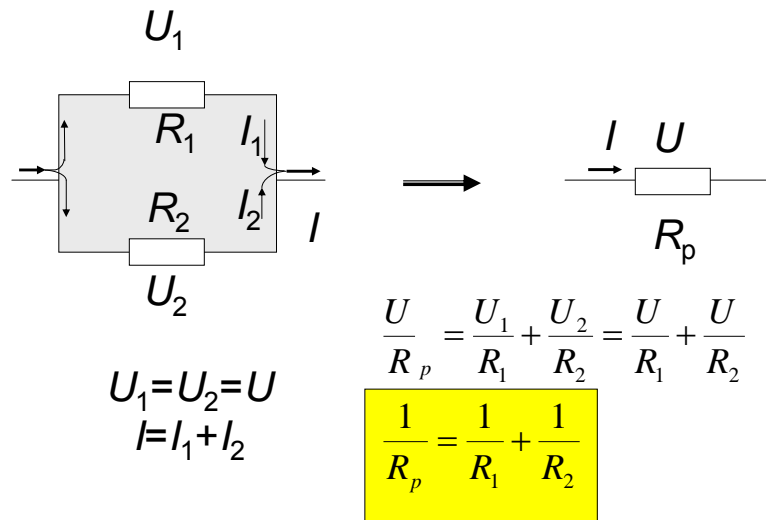 U₁
R₁ I₁
R₂ I₂
I
U₂
I U
Rₚ
U/R ₚ = U₁/R₁ + U₂/R₂ = U/R₁ + U/R₂
U₁=U₂=U
I=I₁+I₂
1/Rₚ = 1/R₁ + 1/R₂